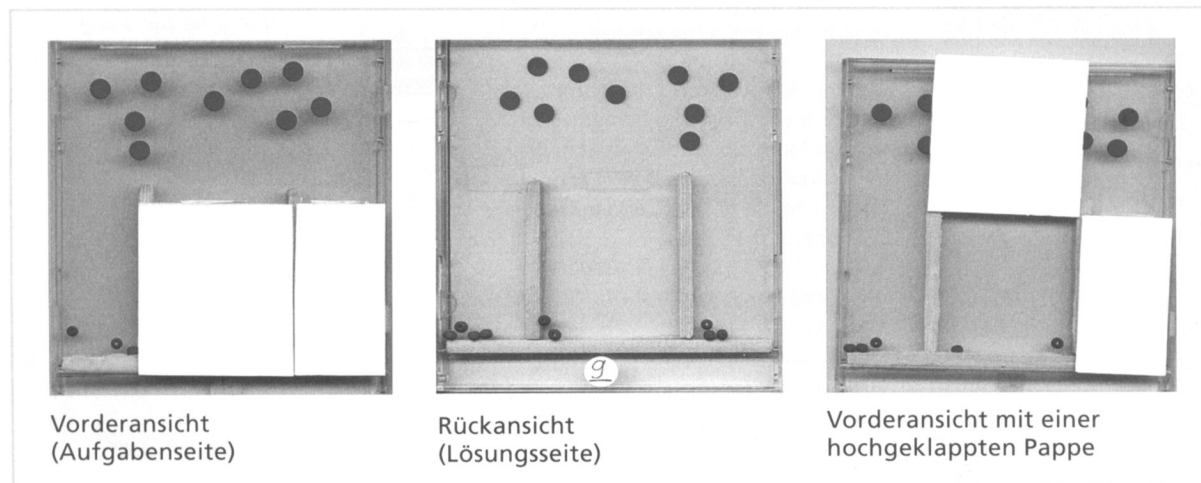 9
Vorderansicht
(Aufgabenseite)
Rückansicht
(Lösungsseite)
Vorderansicht mit einer
hochgeklappten Pappe